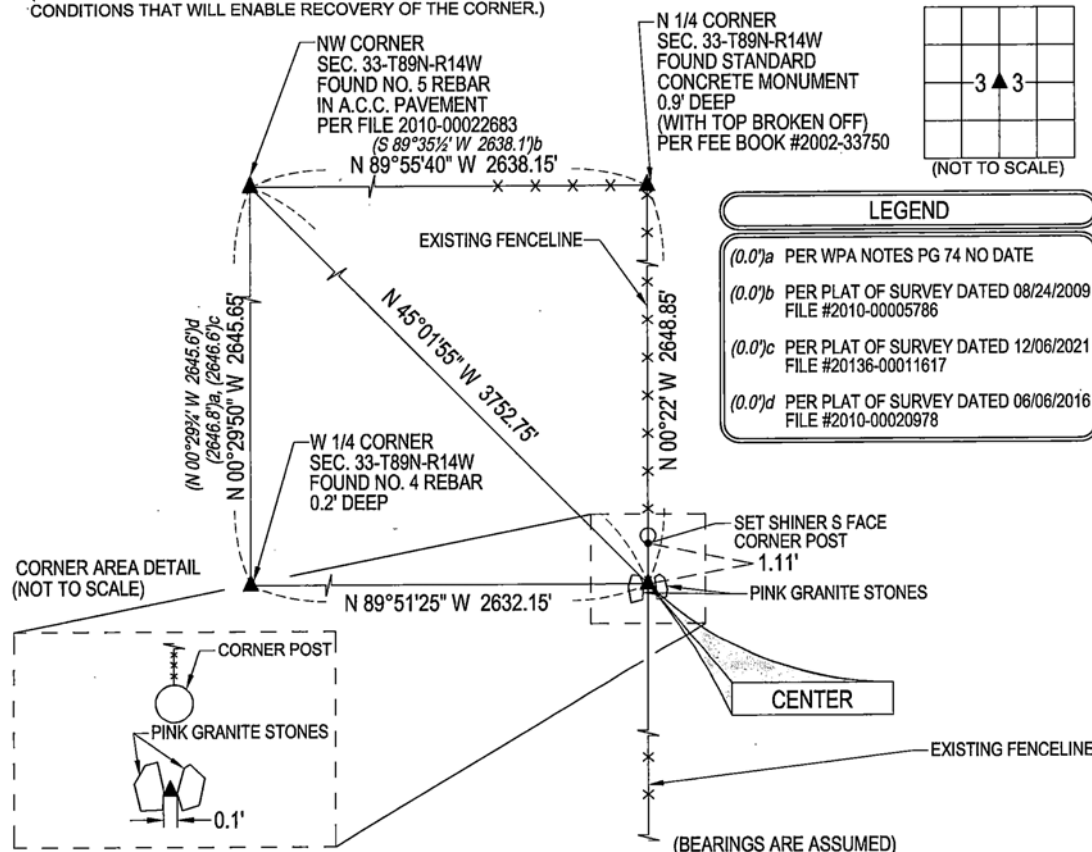 CONDITIONS THAT WILL ENABLE RECOVERY OF THE CORNER.)
NW CORNER
SEC. 33-T89N-R14W
FOUND NO. 5 REBAR
IN A.C.C. PAVEMENT
PER FILE 2010-00022683
(S 89°35½' W 2638.1')b
N 89°55'40" W 2638.15'
N 1/4 CORNER
SEC. 33-T89N-R14W
FOUND STANDARD
CONCRETE MONUMENT
0.9' DEEP
(WITH TOP BROKEN OFF)
PER FEE BOOK #2002-33750
3 3
(NOT TO SCALE)
LEGEND
(0.0')a PER WPA NOTES PG 74 NO DATE
(0.0')b PER PLAT OF SURVEY DATED 08/24/2009
FILE #2010-00005786
(0.0')c PER PLAT OF SURVEY DATED 12/06/2021
FILE #20136-00011617
(0.0')d PER PLAT OF SURVEY DATED 06/06/2016
FILE #2010-00020978
EXISTING FENCELINE
N 45°01'55" W 3752.75'
N 00°22' W 2648.85'
(N 00°29¾' W 2645.6')d
(2646.8')a, (2646.6')c
N 00°29'50" W 2645.65'
W 1/4 CORNER
SEC. 33-T89N-R14W
FOUND NO. 4 REBAR
0.2' DEEP
SET SHINER S FACE
CORNER POST
1.11'
PINK GRANITE STONES
N 89°51'25" W 2632.15'
CORNER AREA DETAIL
(NOT TO SCALE)
CORNER POST
PINK GRANITE STONES
0.1'
CENTER
EXISTING FENCELINE
(BEARINGS ARE ASSUMED)